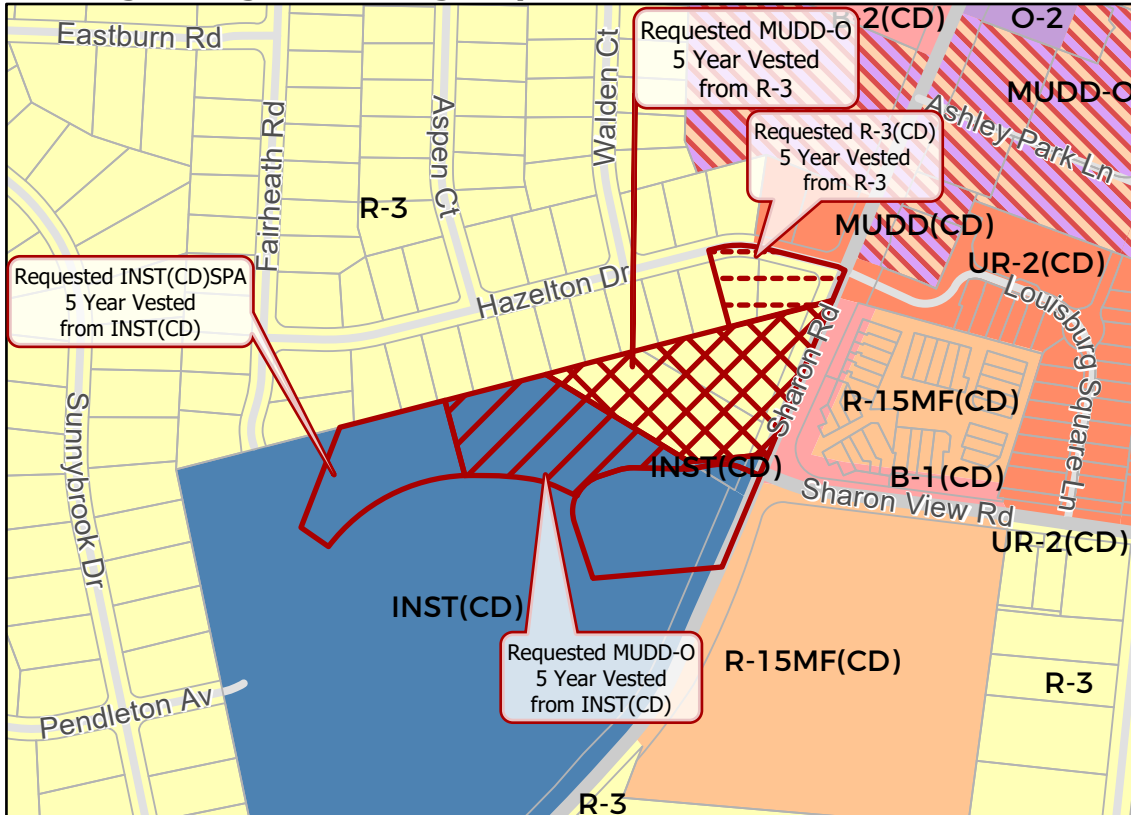 Eastburn Rd
Fairheath Rd
Aspen Ct
Walden Ct
Requested MUDD-O
5 Year Vested
from R-3
-2(CD)
O-2
MUDD-O
Ashley Park Ln
Requested R-3(CD)
5 Year Vested
from R-3
R-3
MUDD(CD)
UR-2(CD)
Requested INST(CD)SPA
5 Year Vested
from INST(CD)
Hazelton Dr
Louisburg Square Ln
Sharon Rd
R-15MF(CD)
Sunnybrook Dr
INST(CD)
B-1(CD)
Sharon View Rd
UR-2(CD)
INST(CD)
Requested MUDD-O
5 Year Vested
from INST(CD)
R-15MF(CD)
R-3
Pendleton Av
R-3